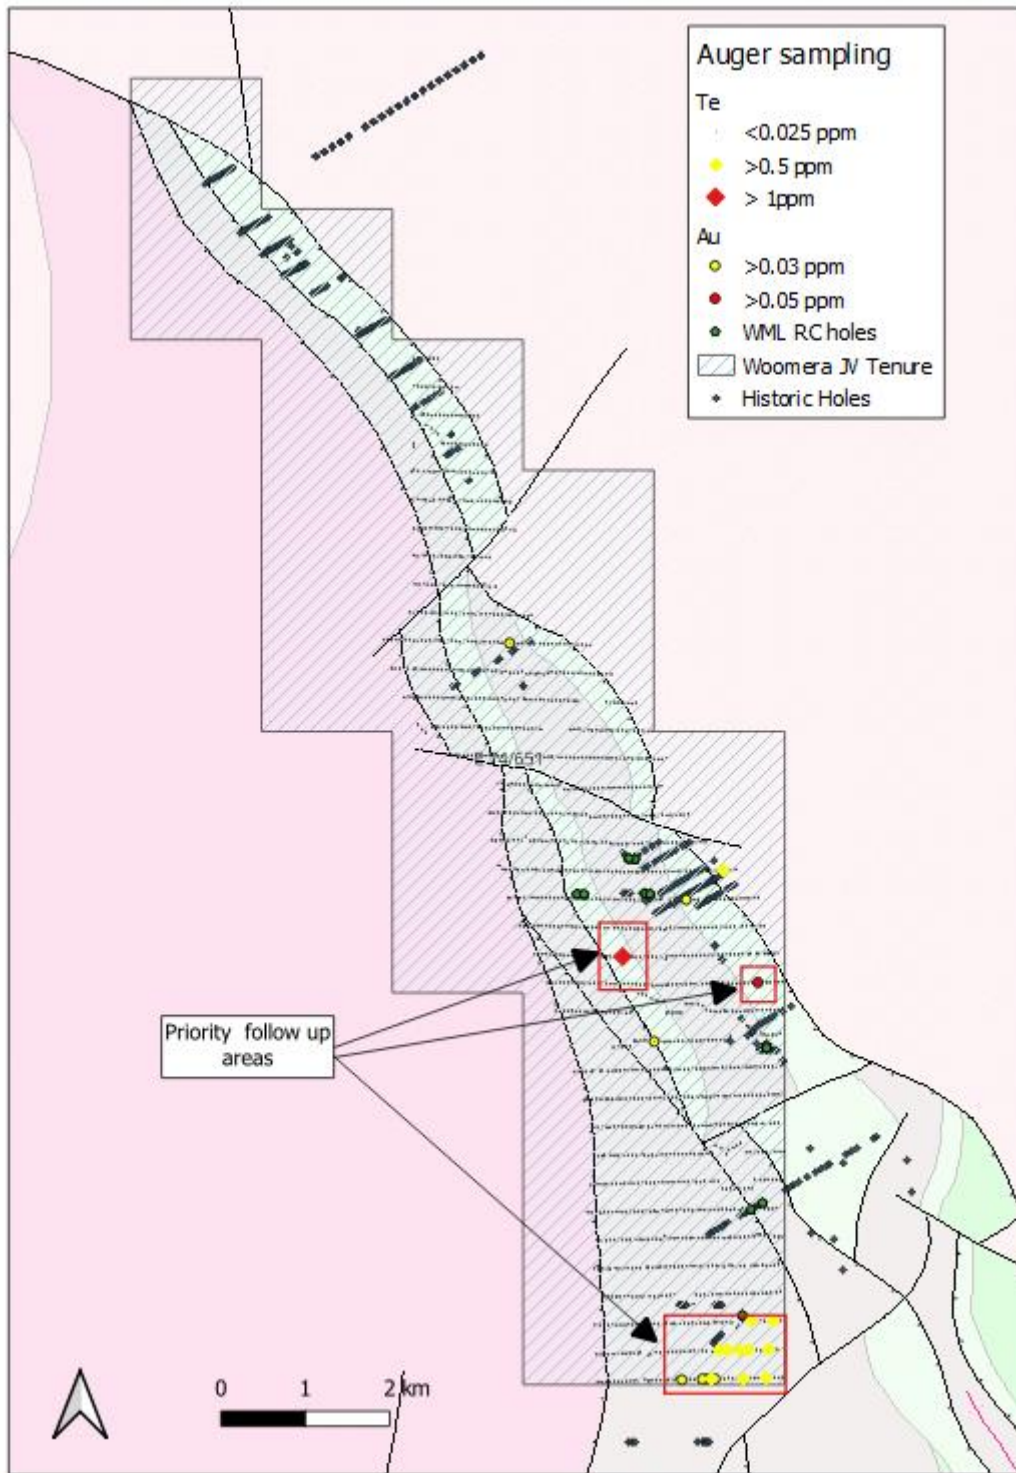 Auger sampling
Te
<0.025 ppm
>0.5 ppm
> 1ppm
Au
>0.03 ppm
>0.05 ppm
WML RC holes
Woomera JV Tenure
Historic Holes
Priority follow up
areas
0 1 2 km